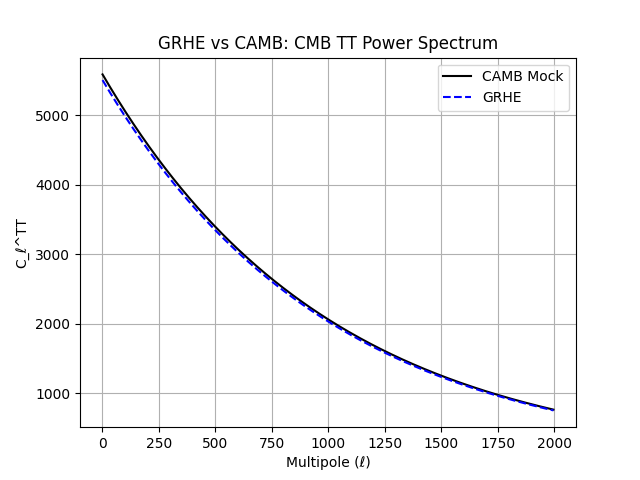 GRHE vs CAMB: CMB TT Power Spectrum
CAMB Mock
GRHE
C_ℓ^TT
5000
4000
3000
2000
1000
0 250 500 750 1000 1250 1500 1750 2000
Multipole (ℓ)